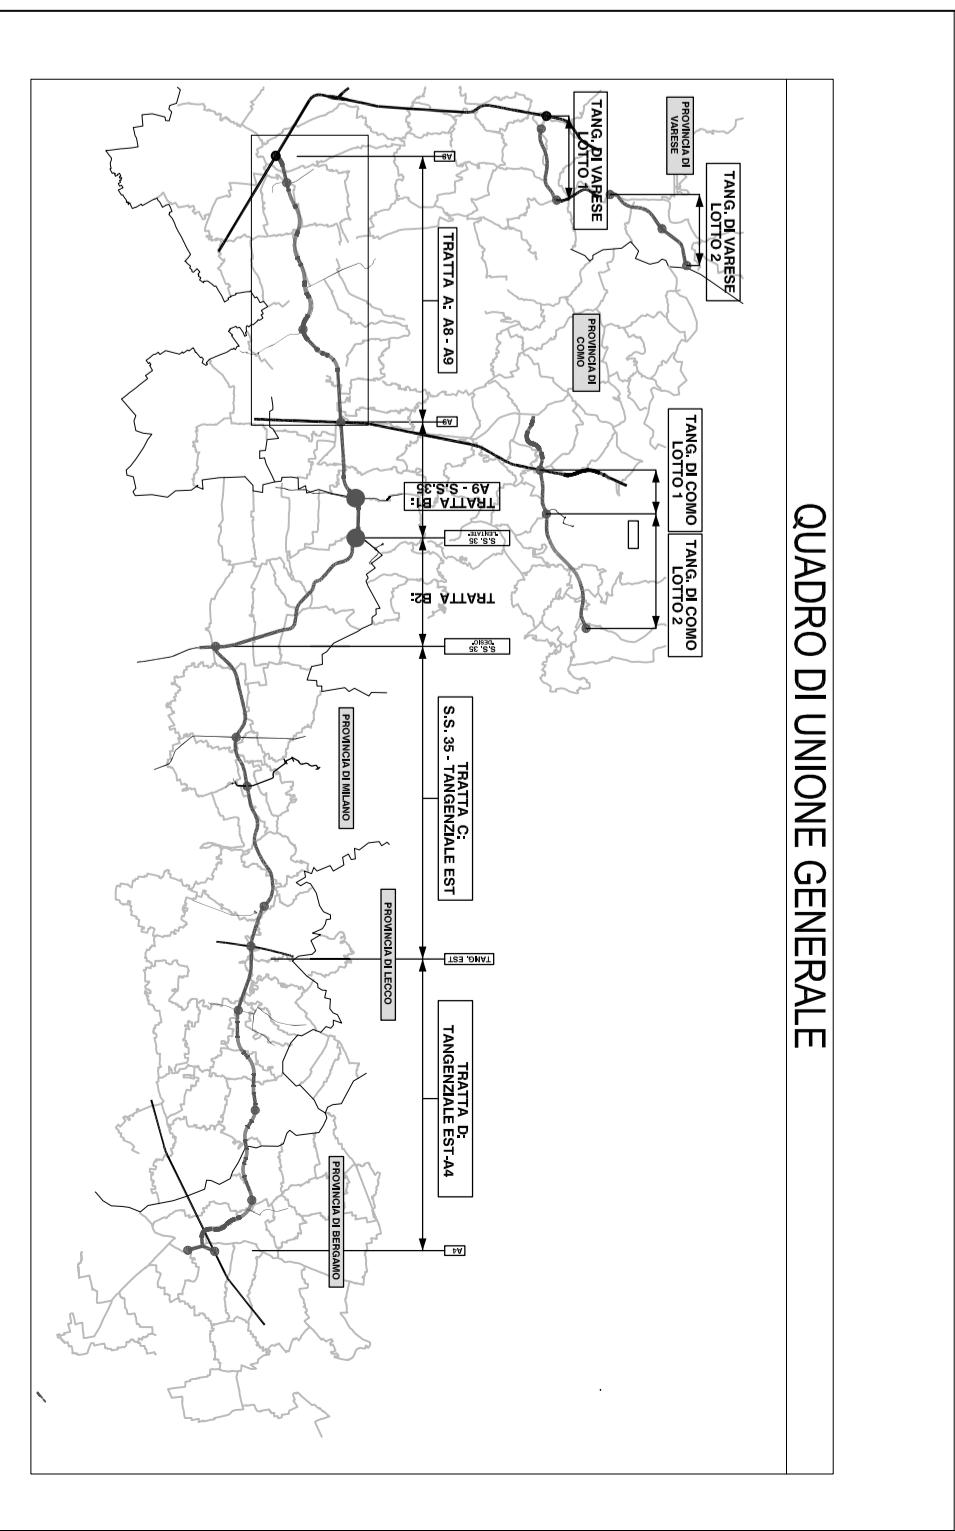 QUADRO DI UNIONE GENERALE
TANG. DI VARESE
LOTTO 2
PROVINCIA DI
VARESE
TANG. DI VARESE
LOTTO 1
PROVINCIA DI
COMO
TANG. DI COMO
LOTTO 1
TANG. DI COMO
LOTTO 2
A8
TRATTA A: A8 - A9
A9
TRATTA B1:
A9 - S.S.35
S.S. 35
"LENTATE"
TRATTA B2:
S.S. 35
"DESIO"
TRATTA C:
S.S. 35 - TANGENZIALE EST
TANG. EST
TRATTA D:
TANGENZIALE EST-A4
A4
PROVINCIA DI MILANO
PROVINCIA DI LECCO
PROVINCIA DI BERGAMO